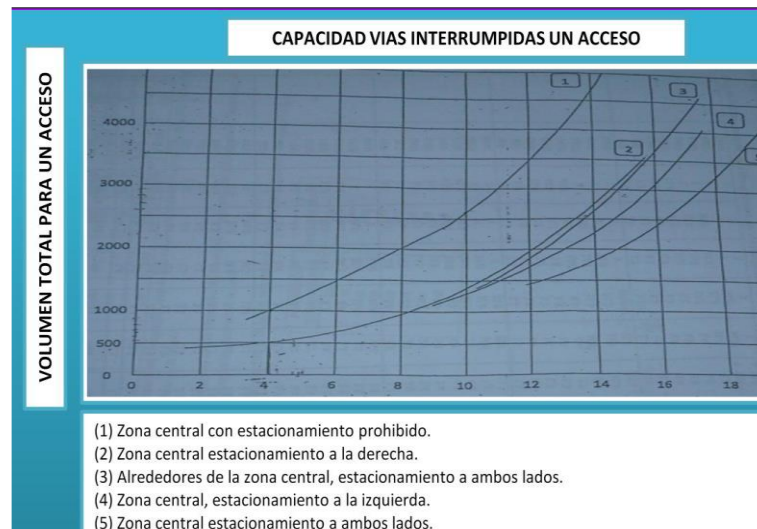 CAPACIDAD VIAS INTERRUMPIDAS UN ACCESO
VOLUMEN TOTAL PARA UN ACCESO
4000
3000
2000
1000
500
0
0 2 4 6 8 10 12 14 16 18
1
2
3
4
(1) Zona central con estacionamiento prohibido.
(2) Zona central estacionamiento a la derecha.
(3) Alrededores de la zona central, estacionamiento a ambos lados.
(4) Zona central, estacionamiento a la izquierda.
(5) Zona central estacionamiento a ambos lados.